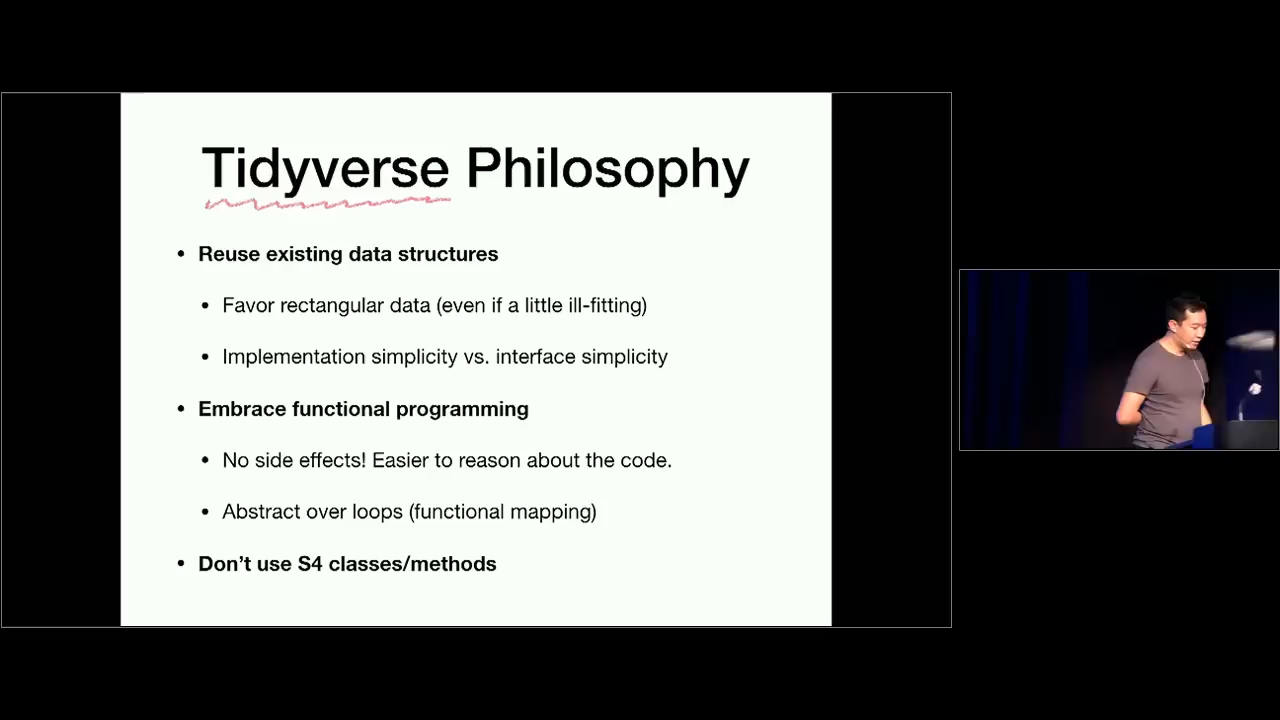 Tidyverse Philosophy
• Reuse existing data structures
• Favor rectangular data (even if a little ill-fitting)
• Implementation simplicity vs. interface simplicity
• Embrace functional programming
• No side effects! Easier to reason about the code.
• Abstract over loops (functional mapping)
• Don’t use S4 classes/methods